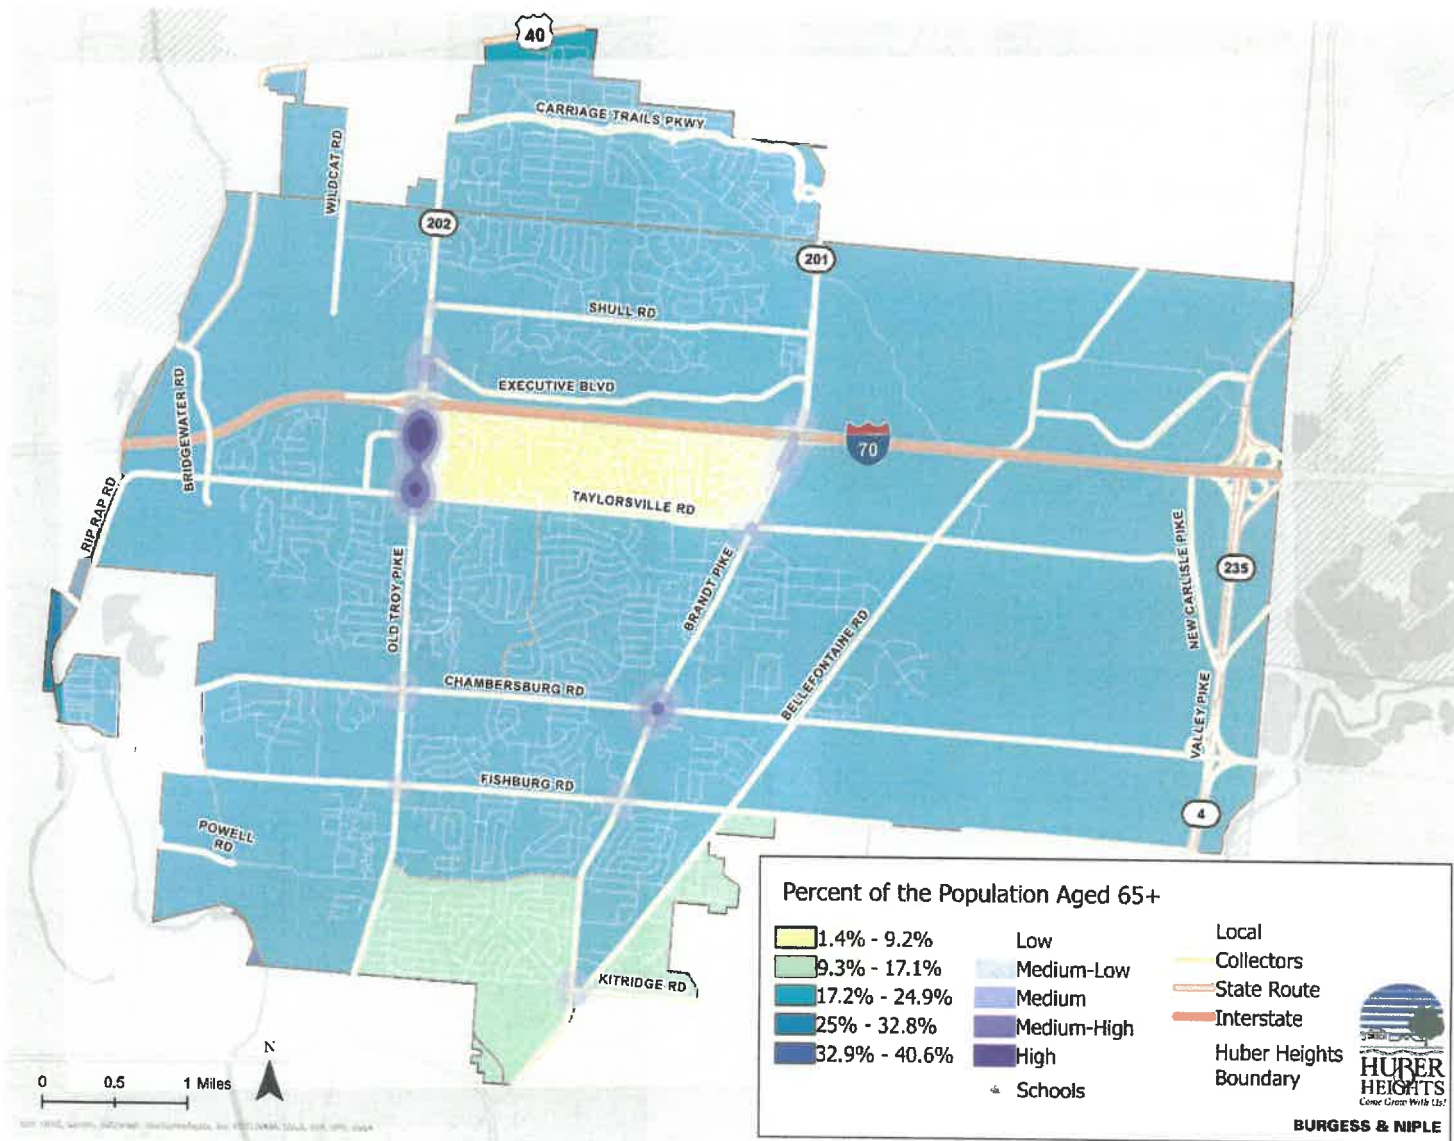 40
CARRIAGE TRAILS PKWY
WILDCAT RD
202
201
SHULL RD
EXECUTIVE BLVD
BRIDGEWATER RD
70
RIP RAP RD
TAYLORSVILLE RD
OLD TROY PIKE
BRANDT PIKE
NEW CARLISLE PIKE
235
BELLEFONTAINE RD
CHAMBERSBURG RD
VALLEY PIKE
FISHBURG RD
4
POWELL
RD
KITRIDGE RD
N
0 0.5 1 Miles
Percent of the Population Aged 65+
1.4% - 9.2%
9.3% - 17.1%
17.2% - 24.9%
25% - 32.8%
32.9% - 40.6%
Low
Medium-Low
Medium
Medium-High
High
Schools
Local
Collectors
State Route
Interstate
Huber Heights
Boundary
HUBER
HEIGHTS
Come Grow With Us!
BURGESS & NIPLE